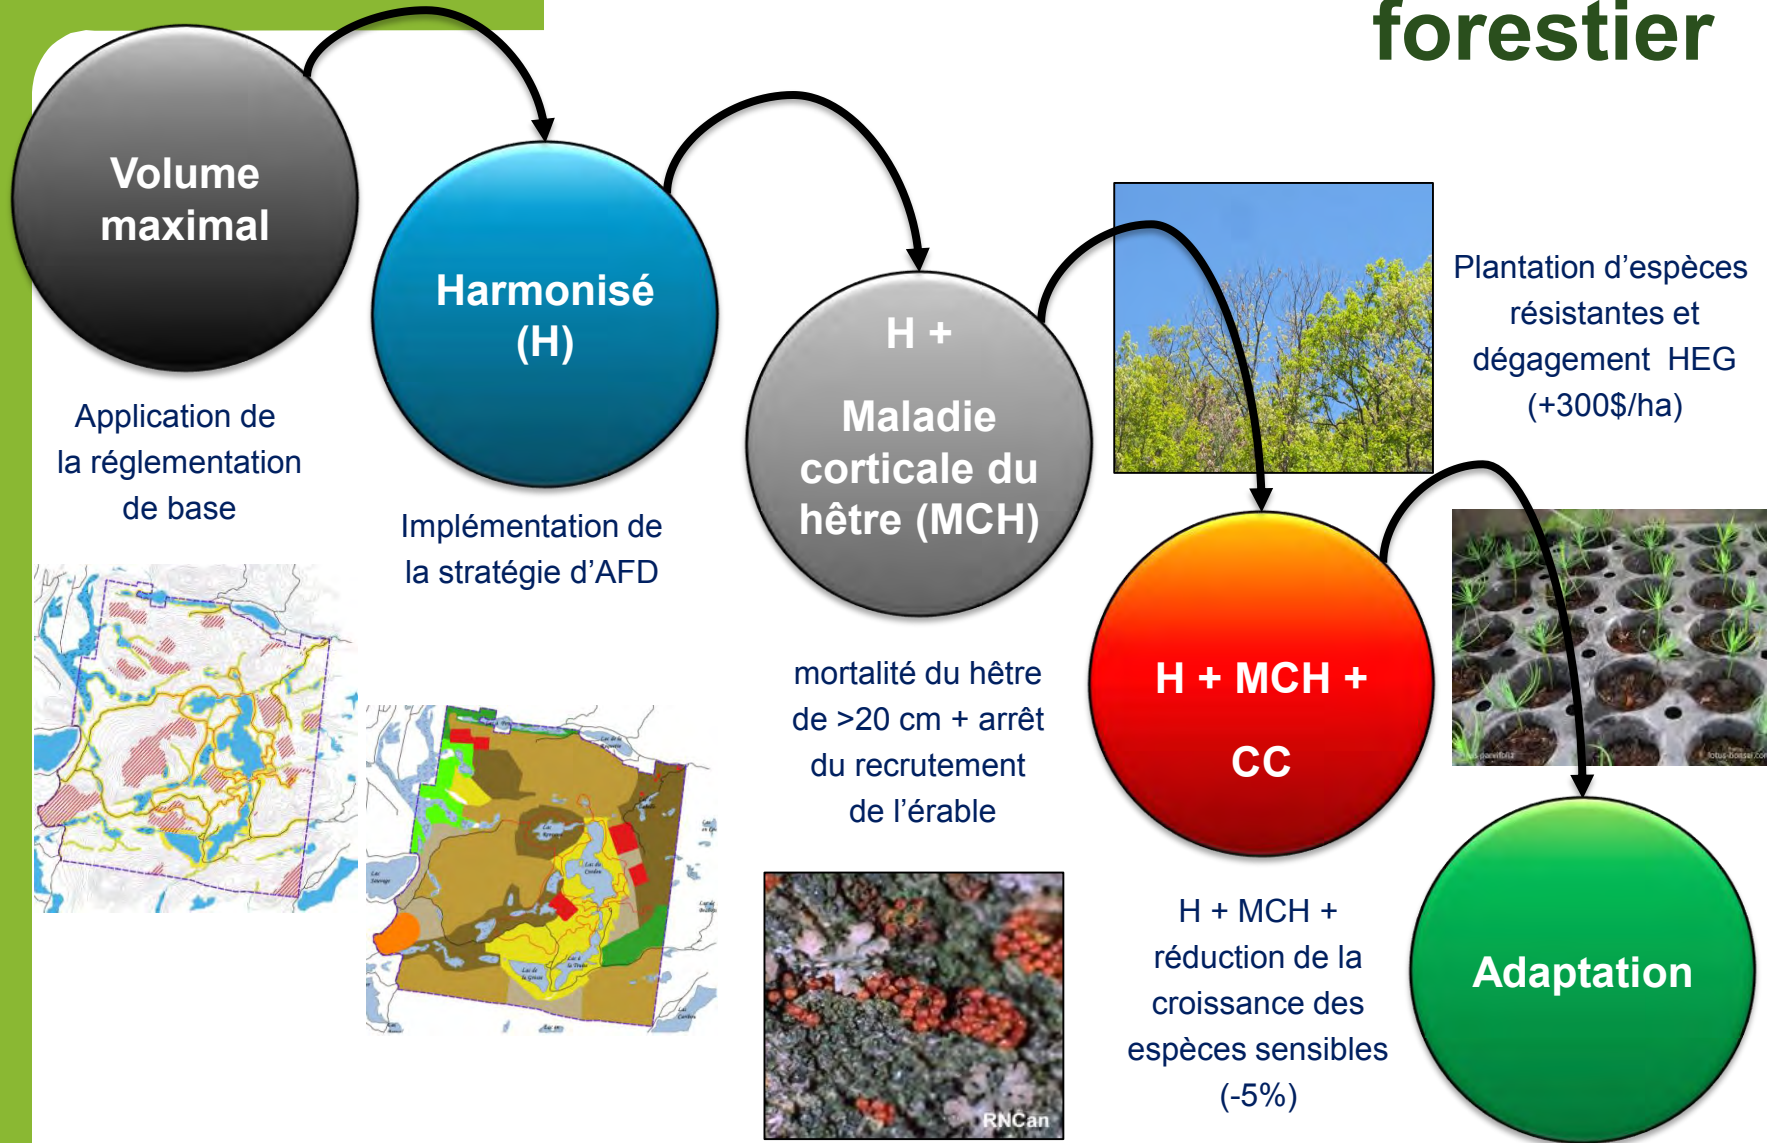 forestier
Volume
maximal
Application de
la réglementation
de base
Harmonisé
(H)
Implémentation de
la stratégie d’AFD
H +
Maladie
corticale du
hêtre (MCH)
mortalité du hêtre
de >20 cm + arrêt
du recrutement
de l’érable
RNCan
H + MCH +
CC
H + MCH +
réduction de la
croissance des
espèces sensibles
(-5%)
Plantation d’espèces
résistantes et
dégagement HEG
(+300$/ha)
Adaptation